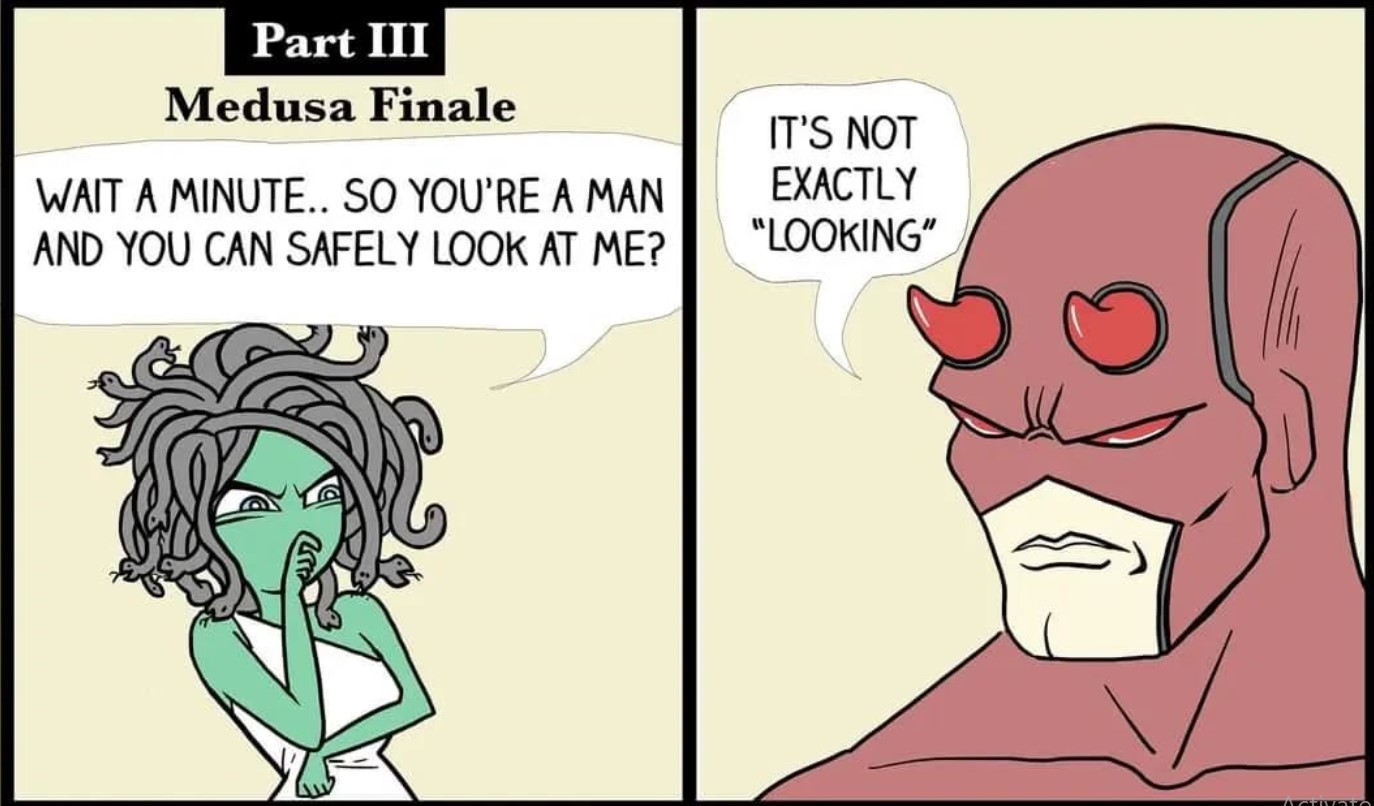 Part III
Medusa Finale
WAIT A MINUTE.. SO YOU'RE A MAN
AND YOU CAN SAFELY LOOK AT ME?
IT'S NOT
EXACTLY
"LOOKING"
Activate